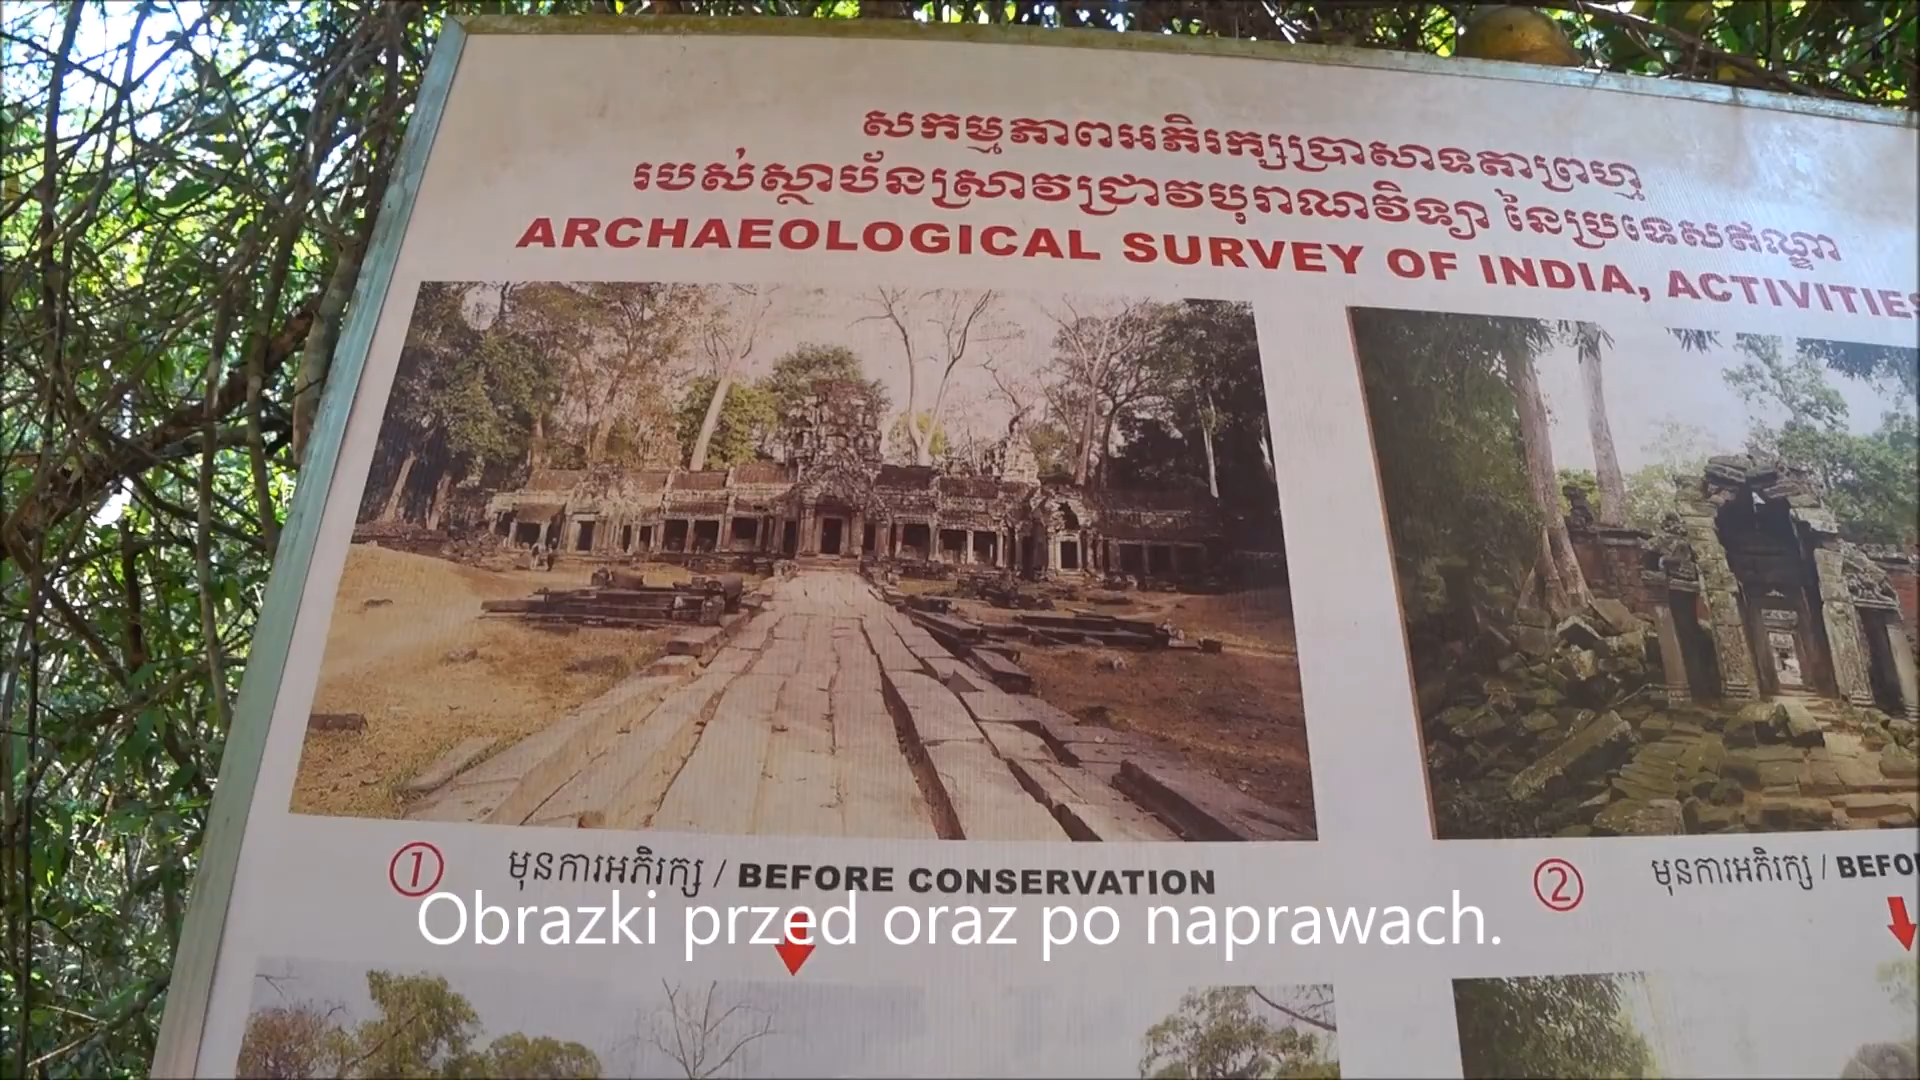 សកម្មភាពអភិរក្សប្រាសាទតាព្រហ្ម
របស់ស្ថាប័នស្រាវជ្រាវបុរាណវិទ្យា នៃប្រទេសឥណ្ឌា
ARCHAEOLOGICAL SURVEY OF INDIA, ACTIVITIES
1 មុនការអភិរក្ស / BEFORE CONSERVATION
2 មុនការអភិរក្ស / BEFO
Obrazki przed oraz po naprawach.